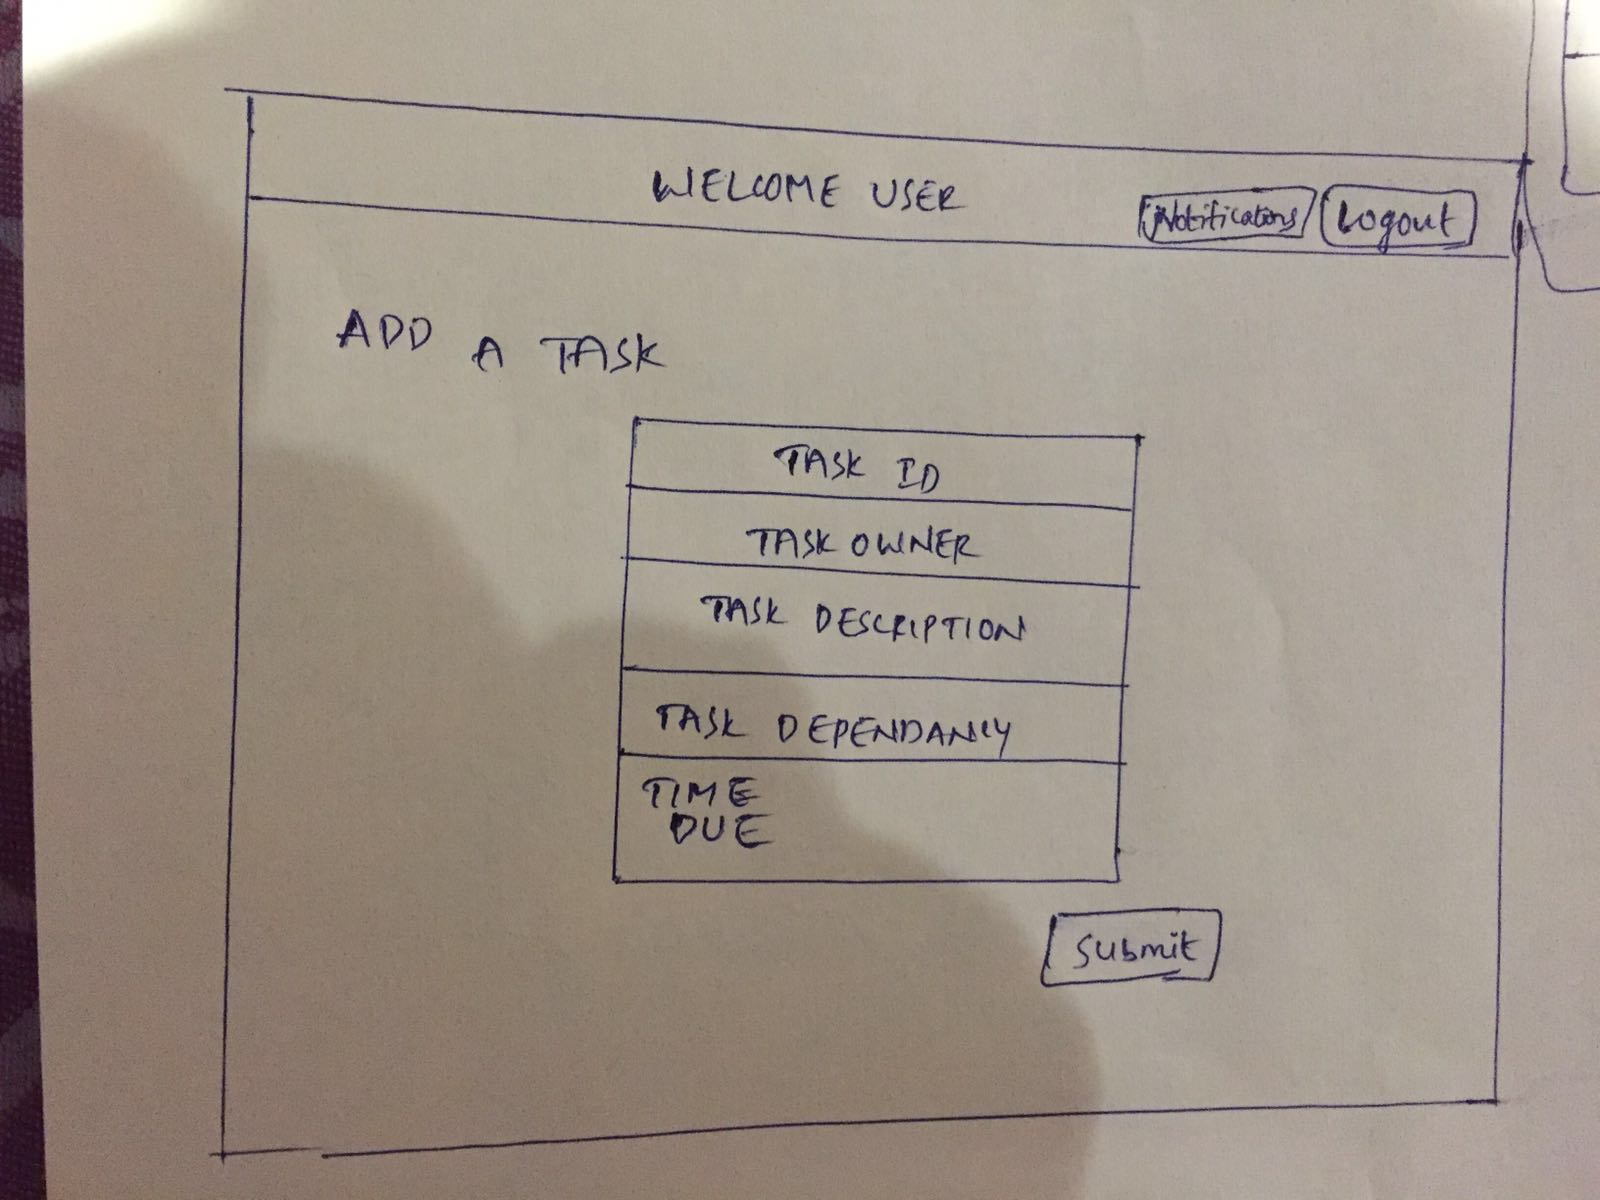 WELCOME USER
Notifications
Logout
ADD A TASK
TASK ID
TASK OWNER
TASK DESCRIPTION
TASK DEPENDANCY
TIME
DUE
Submit